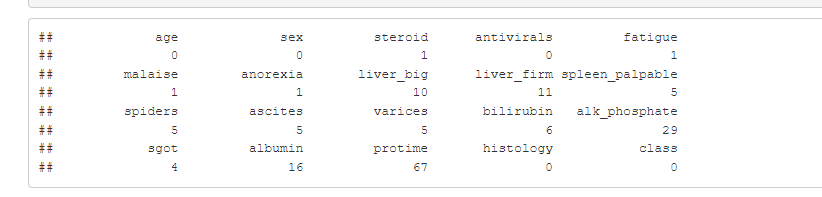 ## age sex steroid antivirals fatigue
## 0 0 1 0 1
## malaise anorexia liver_big liver_firm spleen_palpable
## 1 1 10 11 5
## spiders ascites varices bilirubin alk_phosphate
## 5 5 5 6 29
## sgot albumin protime histology class
## 4 16 67 0 0